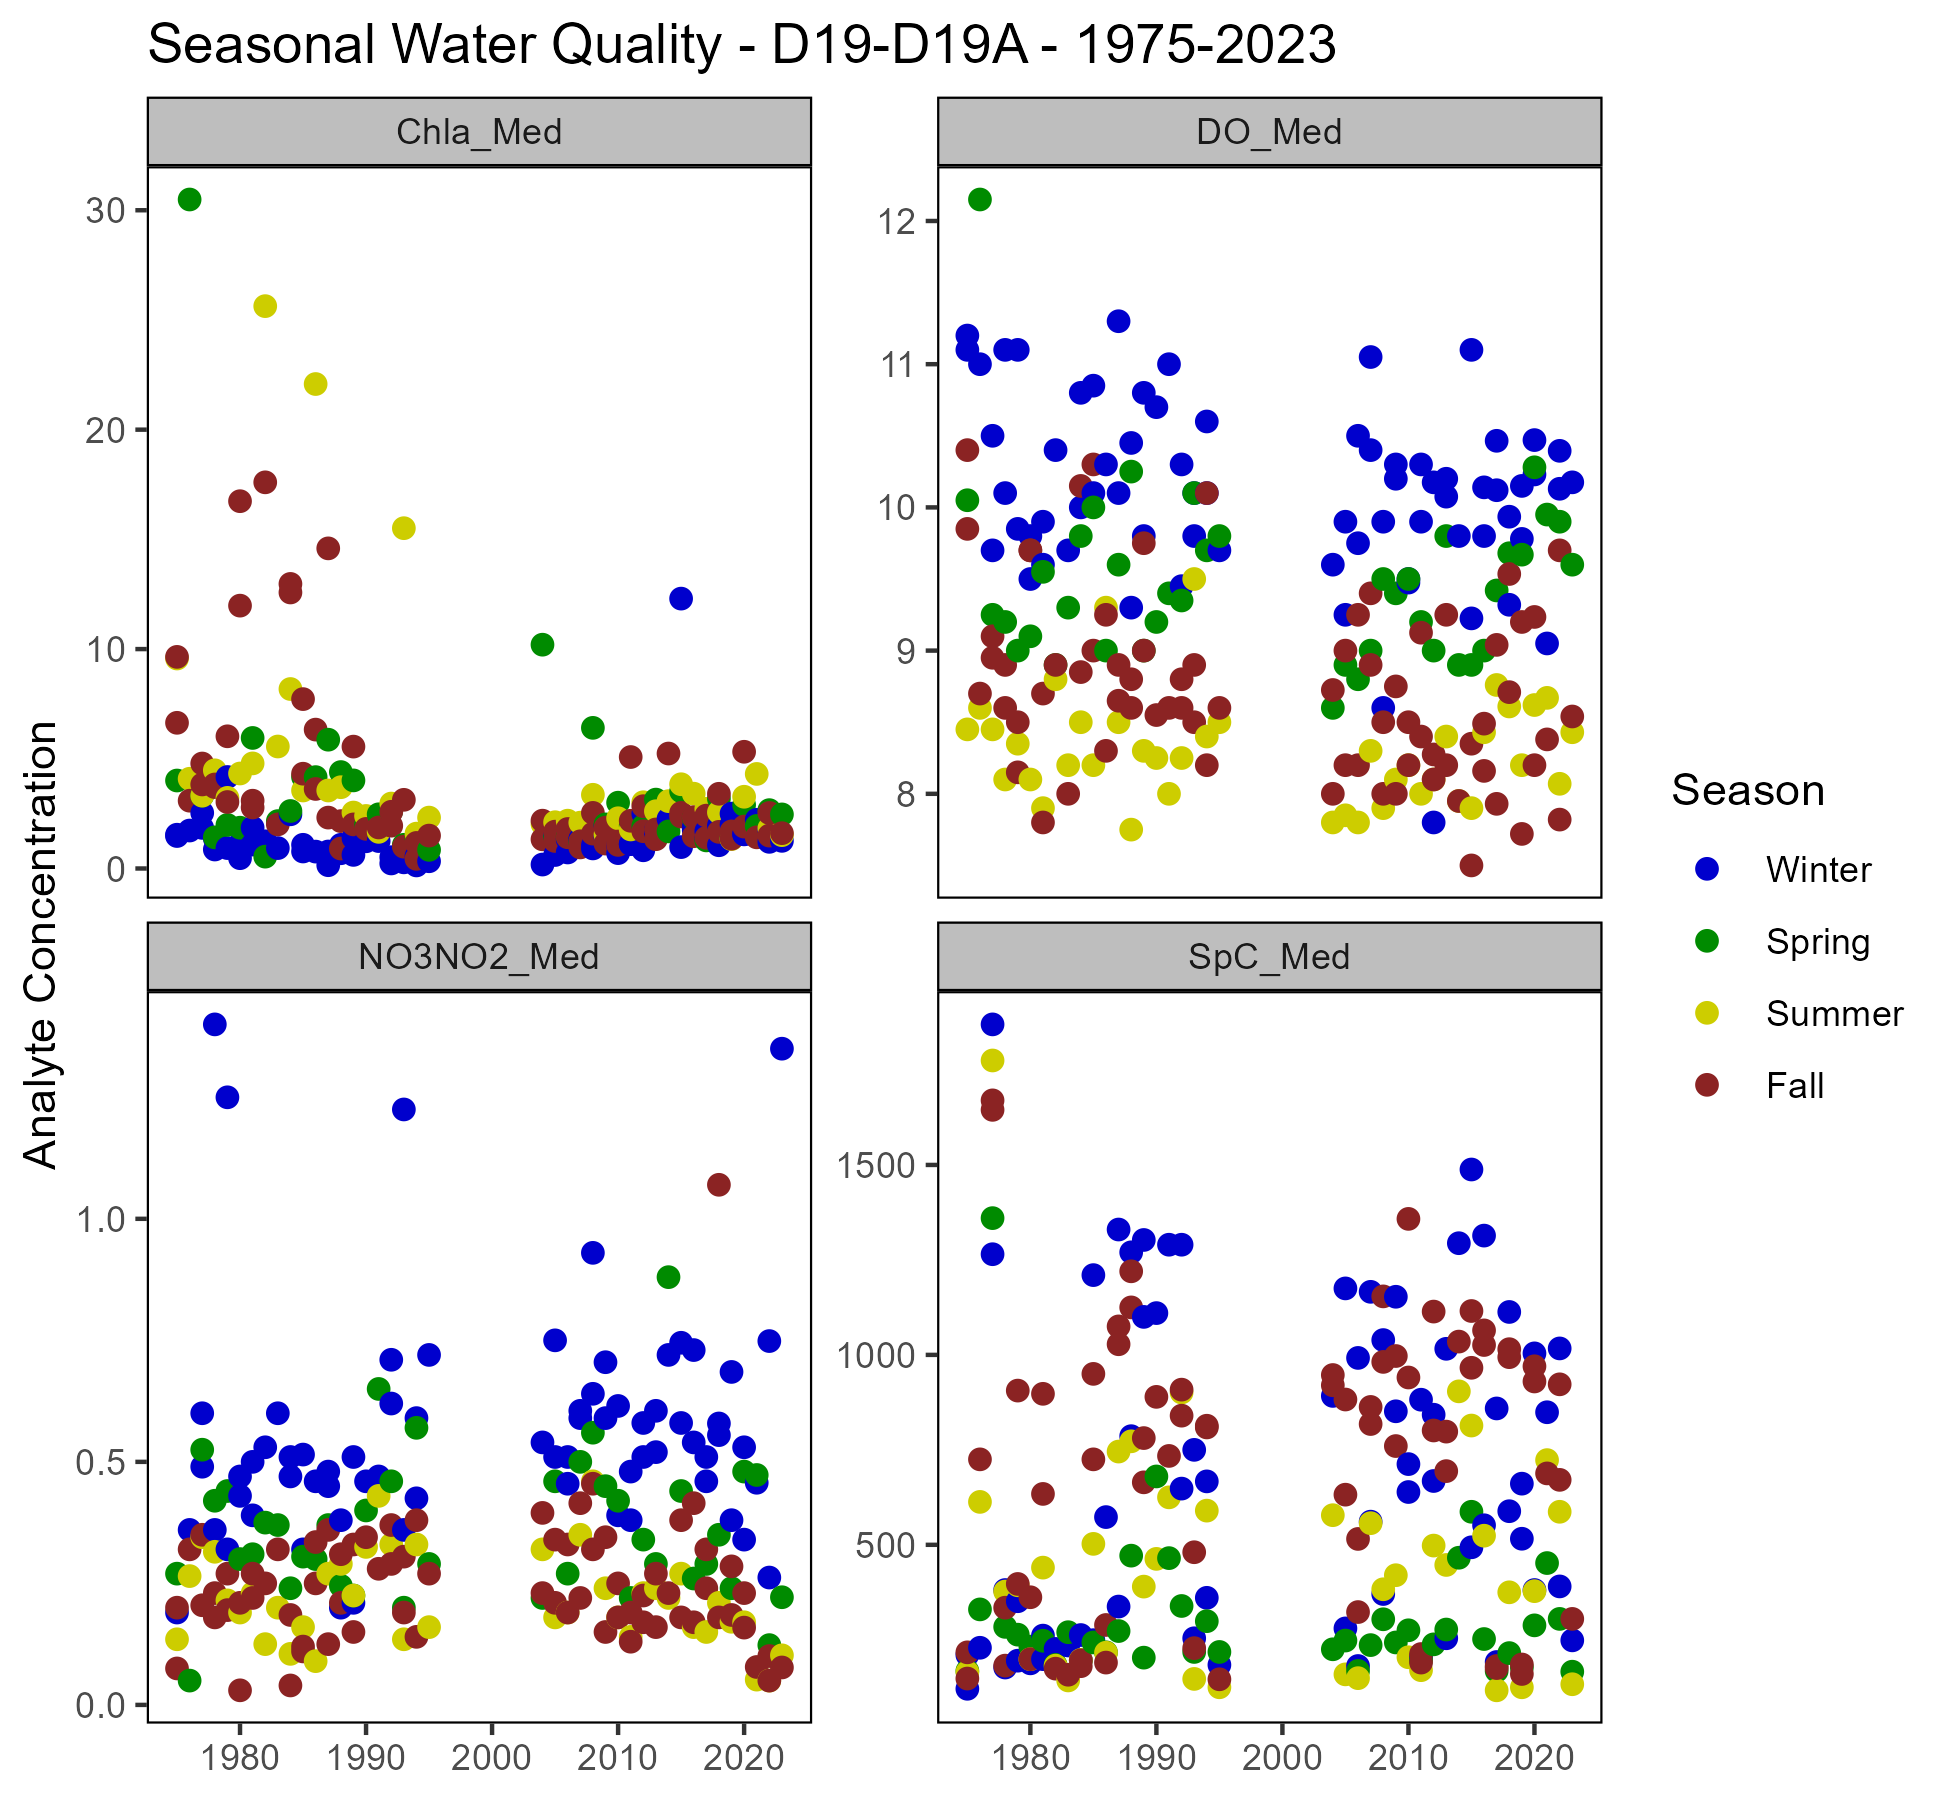 Seasonal Water Quality - D19-D19A - 1975-2023
Chla_Med
DO_Med
30
20
10
0
12
11
10
9
8
Analyte Concentration
NO3NO2_Med
SpC_Med
1.0
0.5
0.0
1500
1000
500
1980 1990 2000 2010 2020
1980 1990 2000 2010 2020
Season
Winter
Spring
Summer
Fall